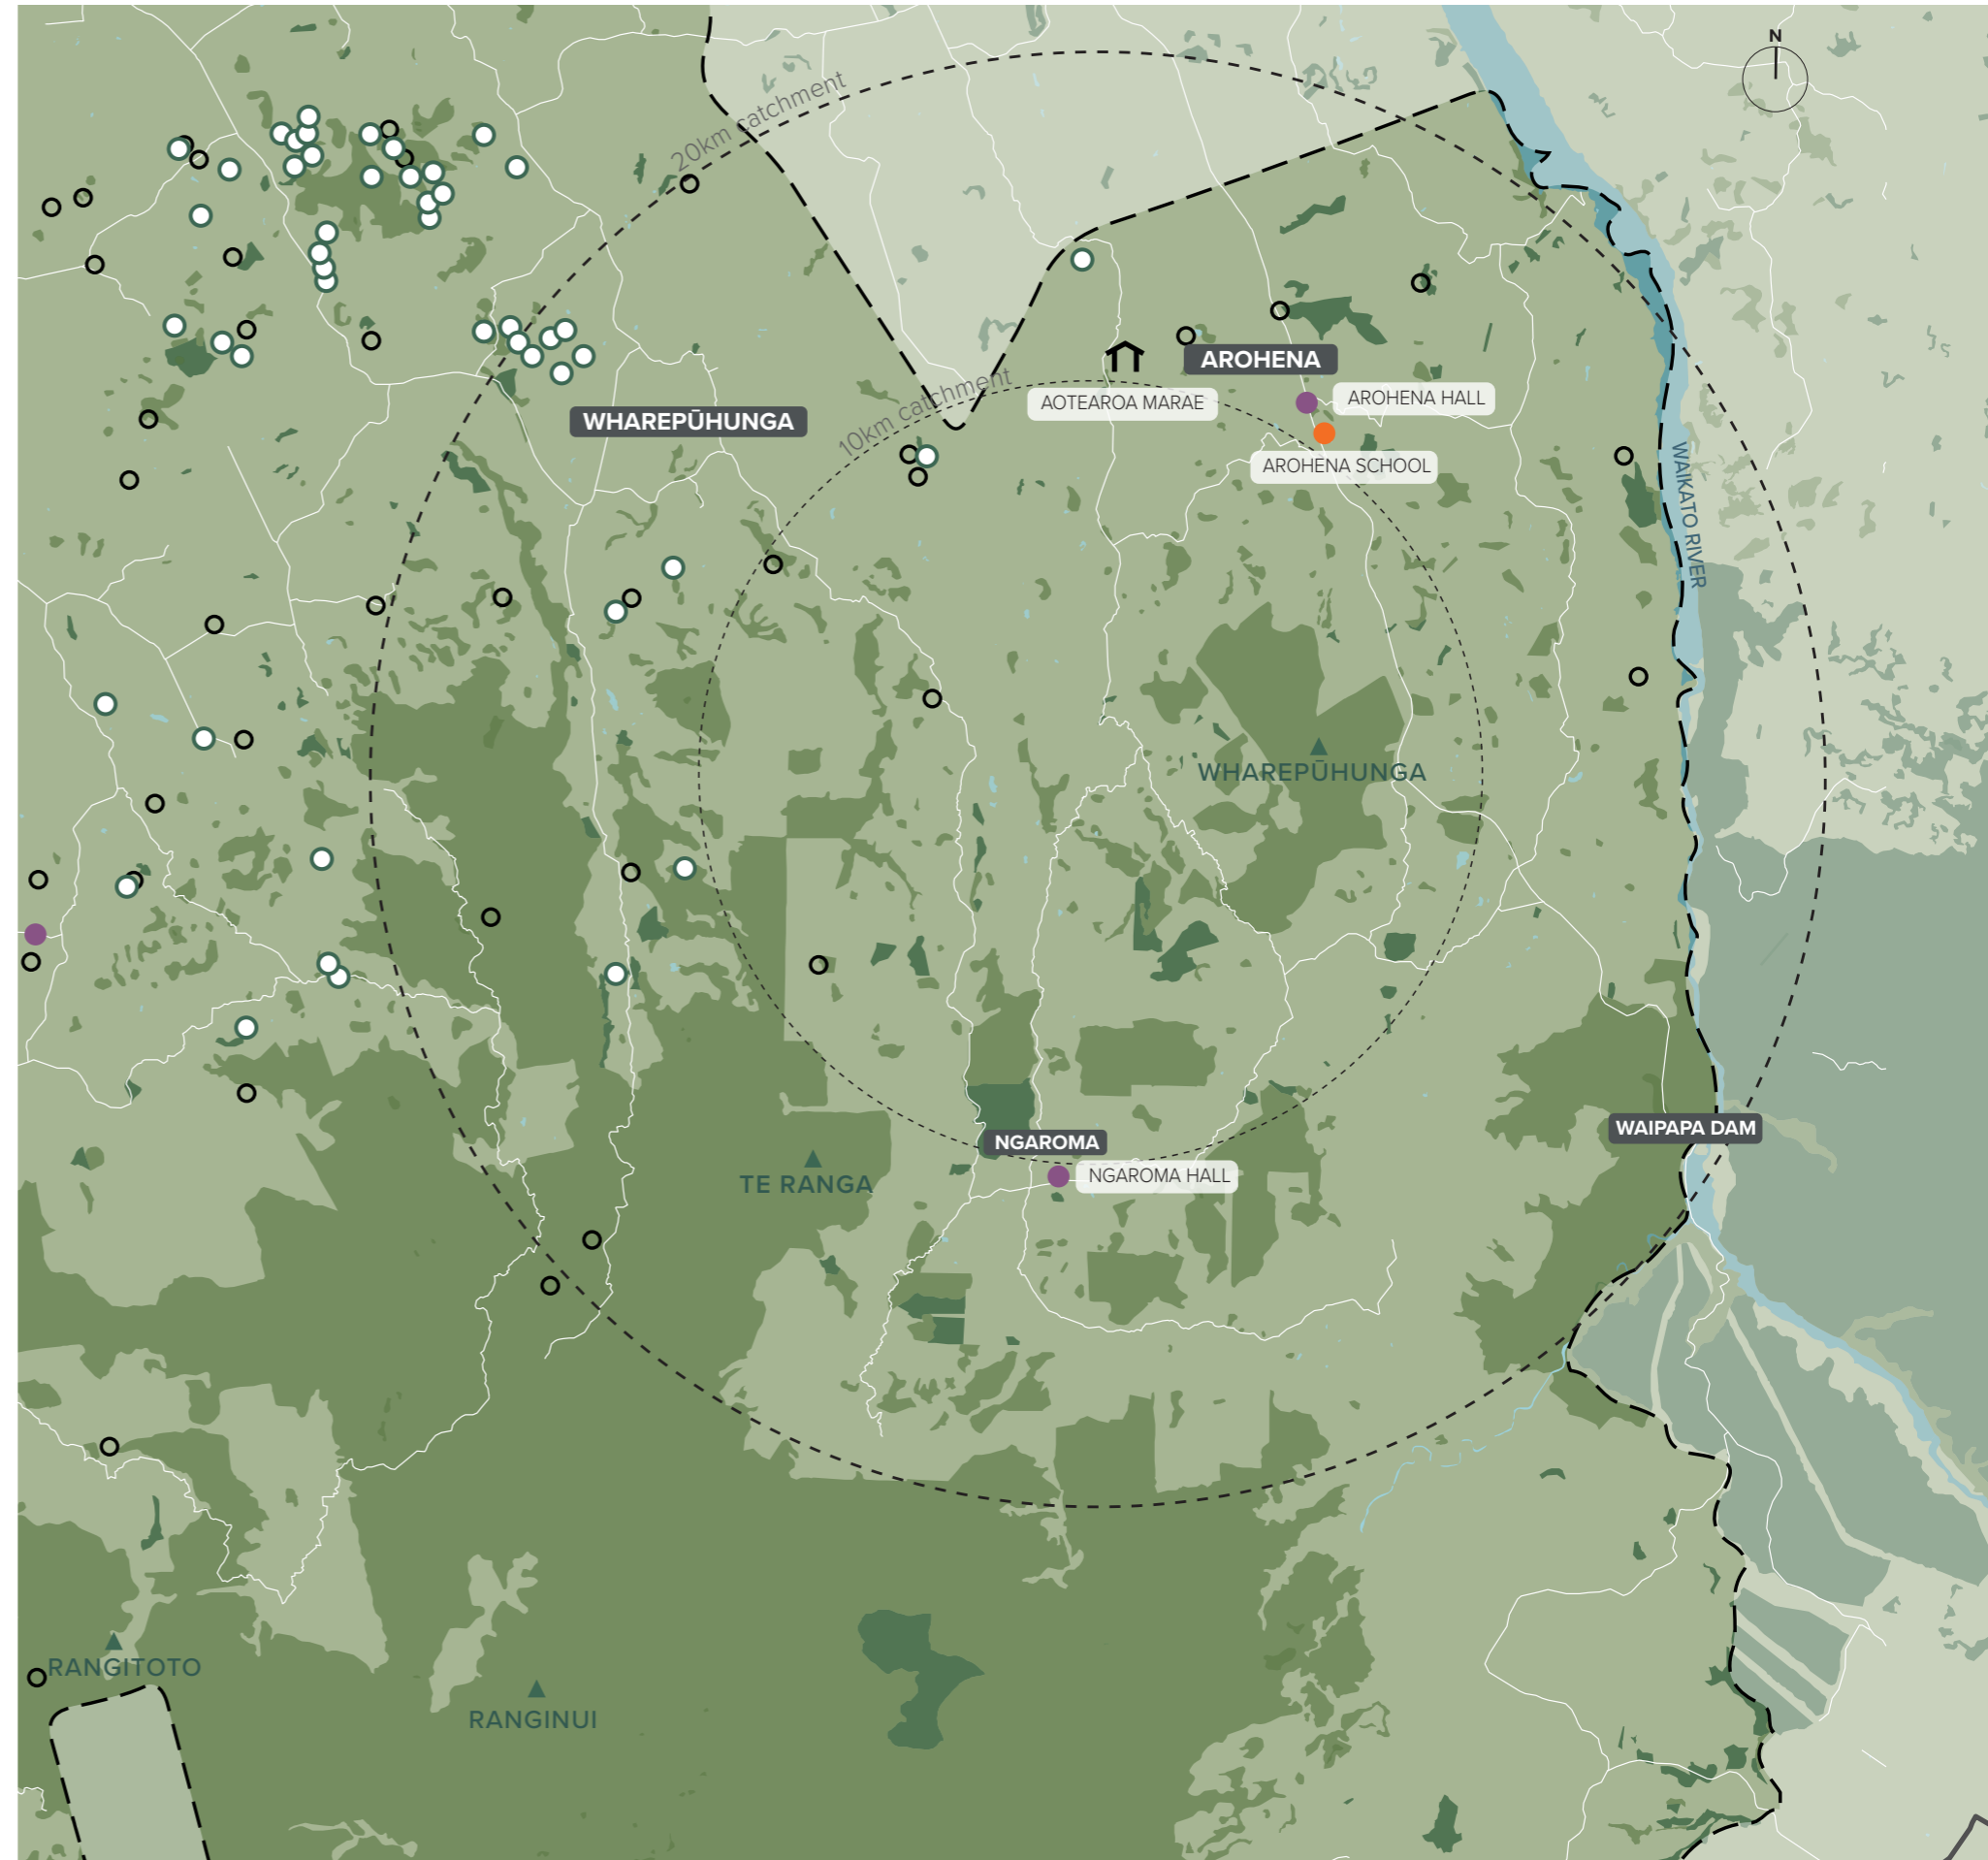 N
20km catchment
AROHENA
AROHENA HALL
AOTEAROA MARAE
10km catchment
WHAREPŪHUNGA
AROHENA SCHOOL
WAIKATO RIVER
WHAREPŪHUNGA
WAIPAPA DAM
NGAROMA
NGAROMA HALL
TE RANGA
RANGITOTO
RANGINUI